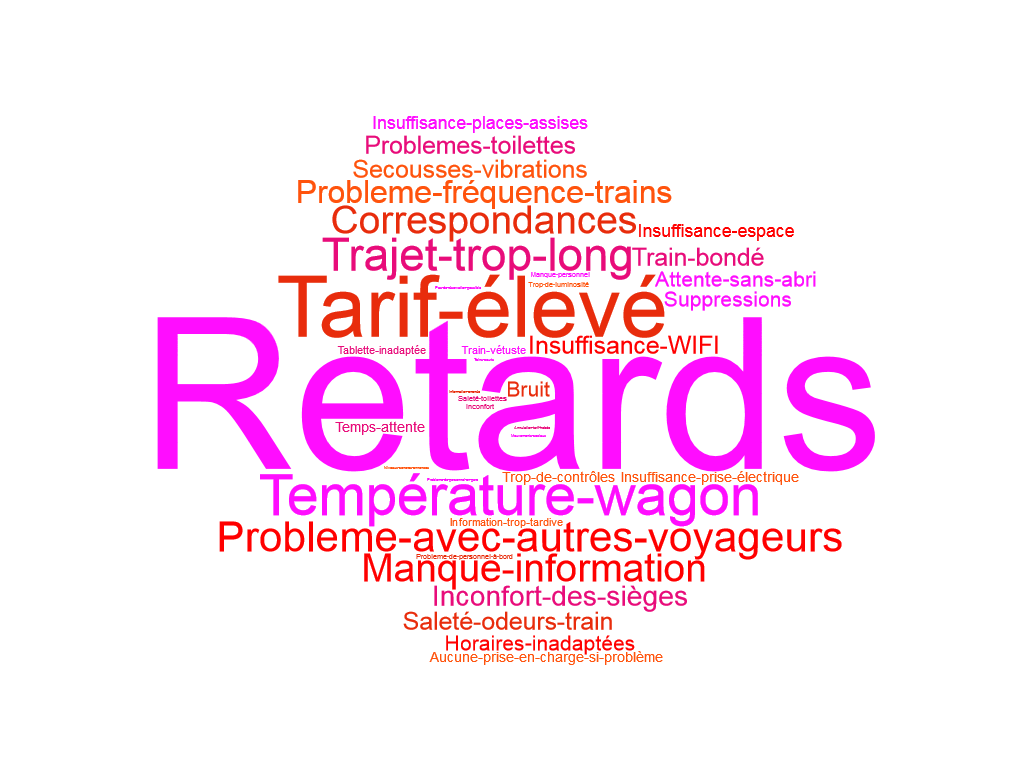 Insuffisance-places-assises
Problemes-toilettes
Secousses-vibrations
Probleme-fréquence-trains
Correspondances
Insuffisance-espace
Trajet-trop-long
Train-bondé
Manque-personnel
Attente-sans-abri
Trop-de-luminosité
Suppressions
Tarif-élevé
Insuffisance-WIFI
Tablette-inadaptée
Train-vétuste
Retards
Bruit
Saleté-toilettes
Inconfort
Temps-attente
Trop-de-contrôles
Insuffisance-prise-électrique
Température-wagon
Information-trop-tardive
Probleme-avec-autres-voyageurs
Probleme-de-personnel-à-bord
Manque-information
Inconfort-des-sièges
Saleté-odeurs-train
Horaires-inadaptées
Aucune-prise-en-charge-si-problème